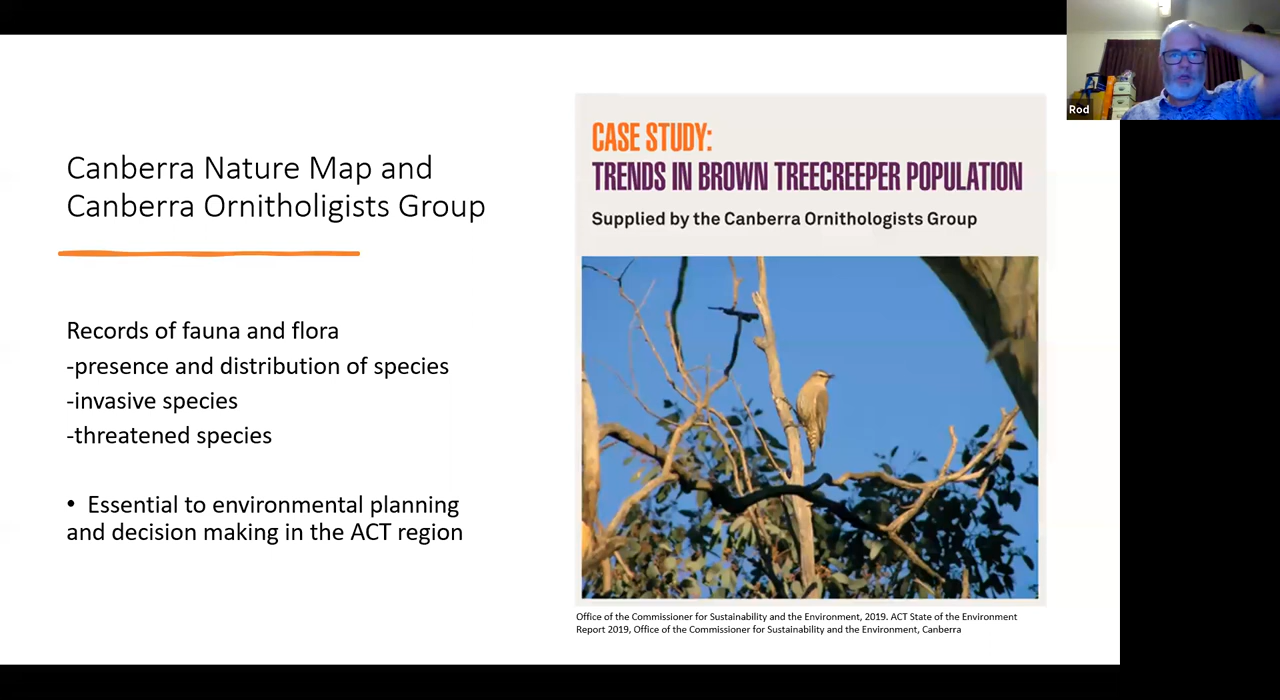 Rod
Canberra Nature Map and
Canberra Ornitholigists Group
Records of fauna and flora
-presence and distribution of species
-invasive species
-threatened species
• Essential to environmental planning
and decision making in the ACT region
CASE STUDY:
TRENDS IN BROWN TREECREEPER POPULATION
Supplied by the Canberra Ornithologists Group
Office of the Commissioner for Sustainability and the Environment, 2019. ACT State of the Environment
Report 2019, Office of the Commissioner for Sustainability and the Environment, Canberra